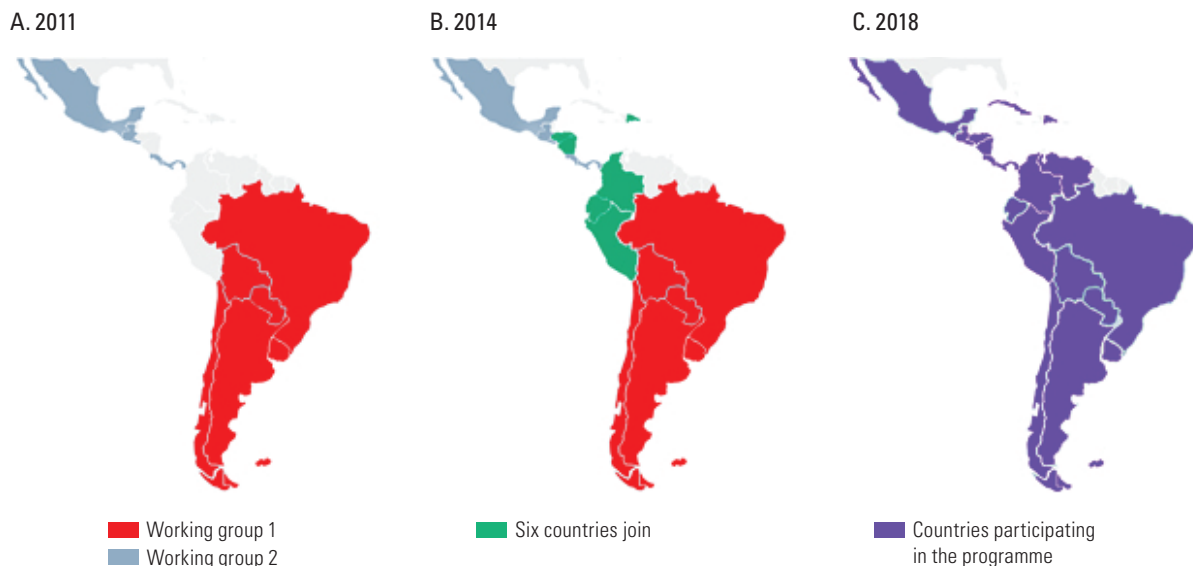 A. 2011
B. 2014
C. 2018
Working group 1
Working group 2
Six countries join
Countries participating
in the programme